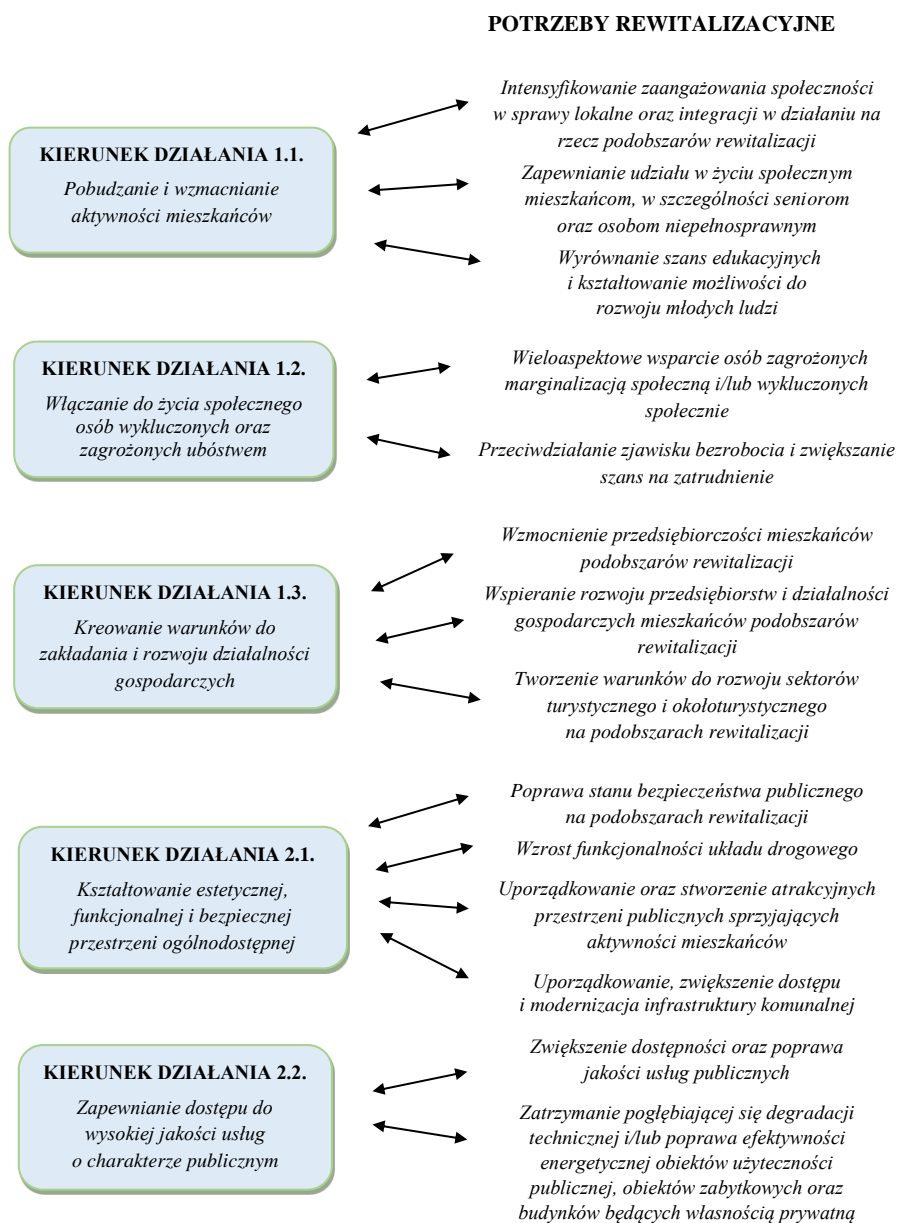 POTRZEBY REWITALIZACYJNE
KIERUNEK DZIAŁANIA 1.1.
Pobudzanie i wzmacnianie
aktywności mieszkańców
Intensyfikowanie zaangażowania społeczności
w sprawy lokalne oraz integracji w działaniu na
rzecz podobszarów rewitalizacji
Zapewnianie udziału w życiu społecznym
mieszkańcom, w szczególności seniorom
oraz osobom niepełnosprawnym
Wyrównanie szans edukacyjnych
i kształtowanie możliwości do
rozwoju młodych ludzi
KIERUNEK DZIAŁANIA 1.2.
Włączanie do życia społecznego
osób wykluczonych oraz
zagrożonych ubóstwem
Wieloaspektowe wsparcie osób zagrożonych
marginalizacją społeczną i/lub wykluczonych
społecznie
Przeciwdziałanie zjawisku bezrobocia i zwiększanie
szans na zatrudnienie
KIERUNEK DZIAŁANIA 1.3.
Kreowanie warunków do
zakładania i rozwoju działalności
gospodarczych
Wzmocnienie przedsiębiorczości mieszkańców
podobszarów rewitalizacji
Wspieranie rozwoju przedsiębiorstw i działalności
gospodarczych mieszkańców podobszarów
rewitalizacji
Tworzenie warunków do rozwoju sektorów
turystycznego i okołoturystycznego
na podobszarach rewitalizacji
KIERUNEK DZIAŁANIA 2.1.
Kształtowanie estetycznej,
funkcjonalnej i bezpiecznej
przestrzeni ogólnodostępnej
Poprawa stanu bezpieczeństwa publicznego
na podobszarach rewitalizacji
Wzrost funkcjonalności układu drogowego
Uporządkowanie oraz stworzenie atrakcyjnych
przestrzeni publicznych sprzyjających
aktywności mieszkańców
Uporządkowanie, zwiększenie dostępu
i modernizacja infrastruktury komunalnej
KIERUNEK DZIAŁANIA 2.2.
Zapewnianie dostępu do
wysokiej jakości usług
o charakterze publicznym
Zwiększenie dostępności oraz poprawa
jakości usług publicznych
Zatrzymanie pogłębiającej się degradacji
technicznej i/lub poprawa efektywności
energetycznej obiektów użyteczności
publicznej, obiektów zabytkowych oraz
budynków będących własnością prywatną